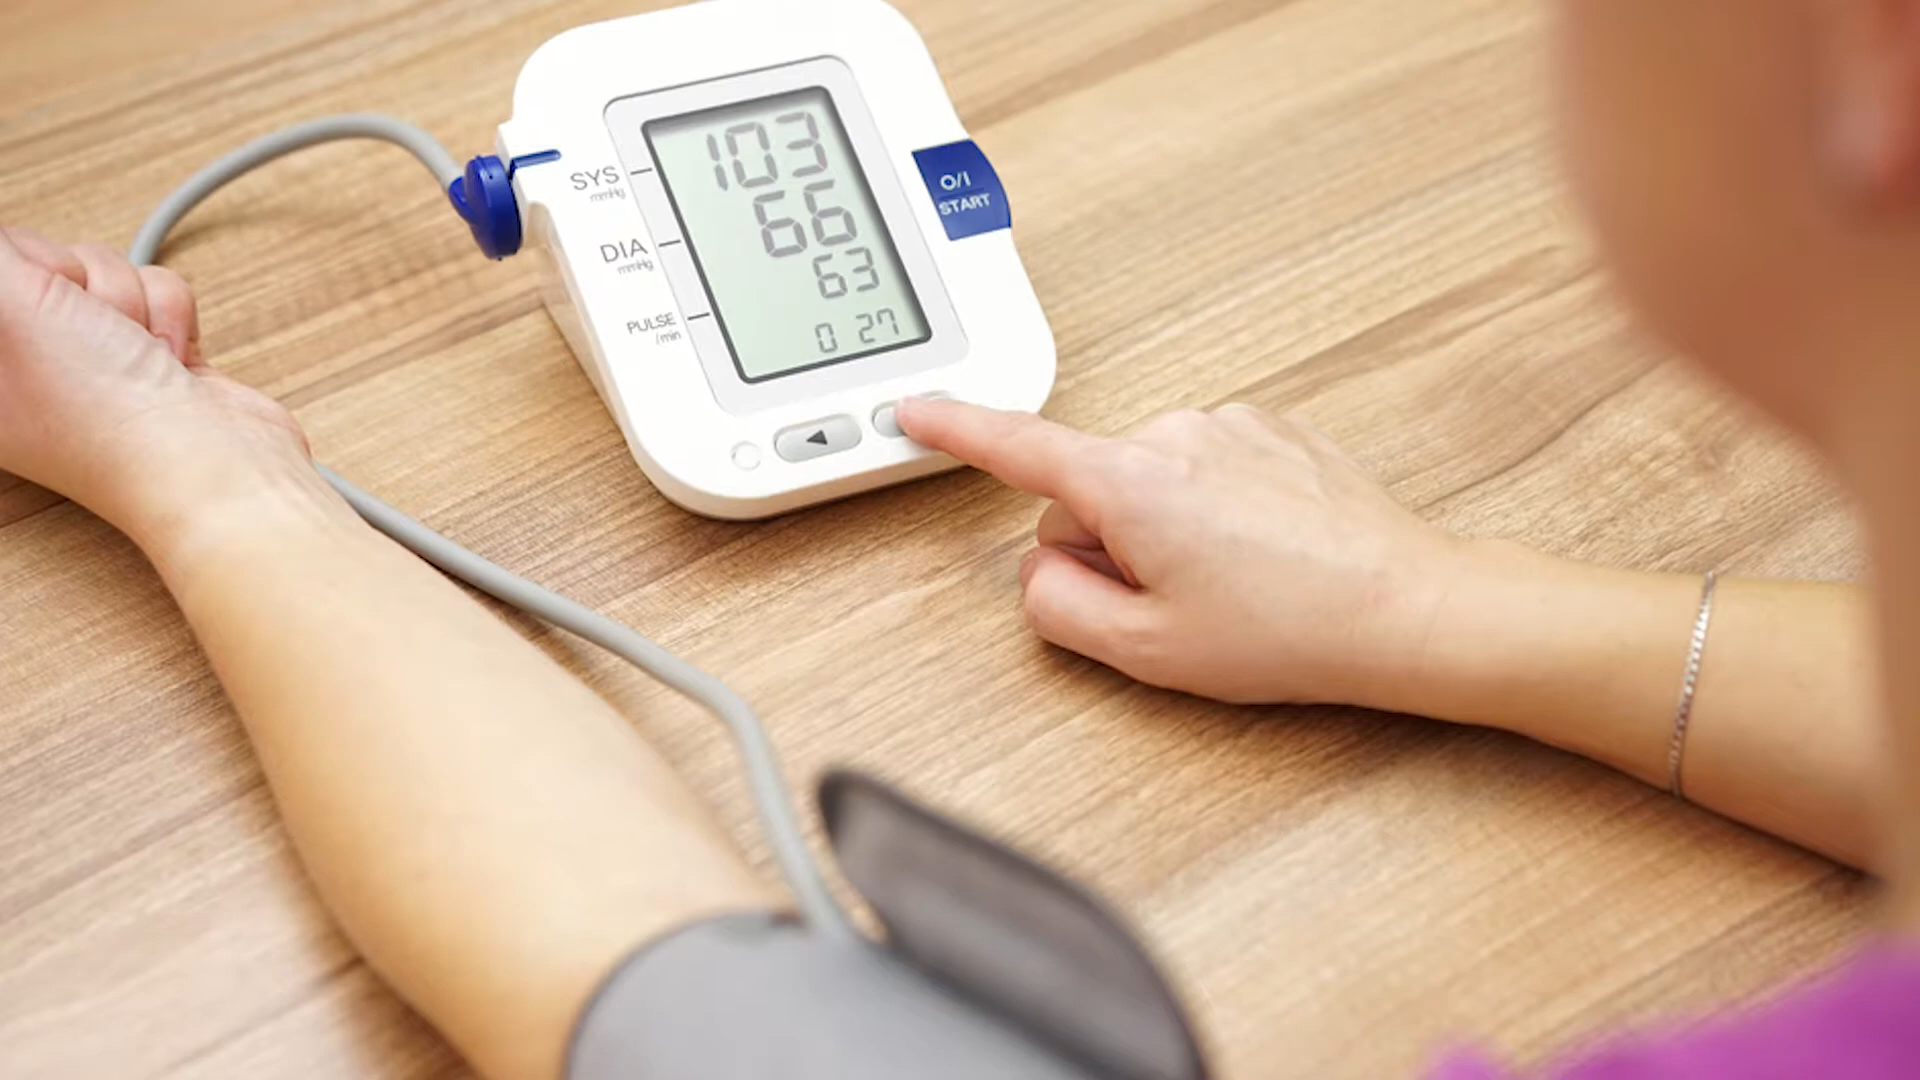 103
SYS
mmHg
66
DIA
mmHg
63
PULSE
/min
0 27
O/I
START